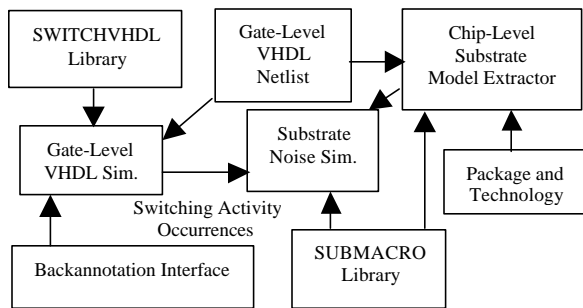 SWITCHVHDL
Library
Gate-Level
VHDL
Netlist
Chip-Level
Substrate
Model Extractor
Gate-Level
VHDL Sim.
Substrate
Noise Sim.
Package and
Technology
Switching Activity
Occurrences
Backannotation Interface
SUBMACRO
Library